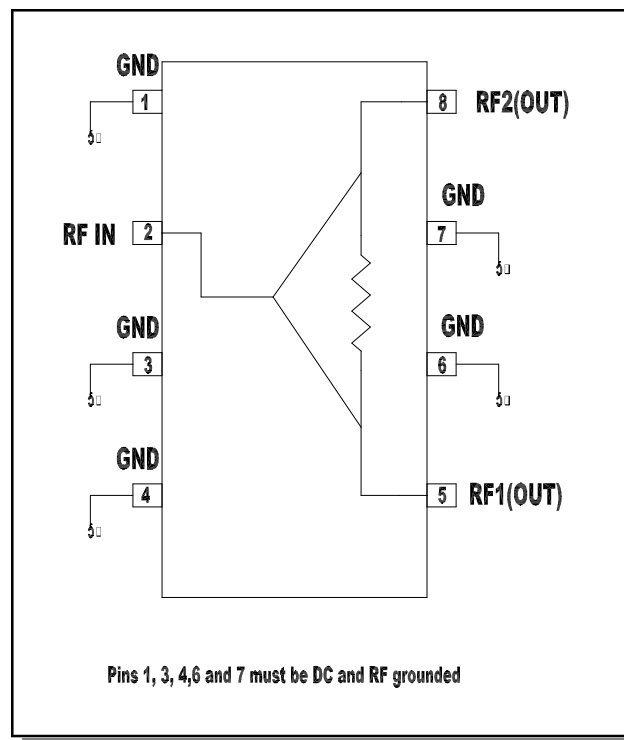 GND
1
8
RF2(OUT)
GND
RF IN
2
7
GND
GND
3
6
GND
4
5
RF1(OUT)
Pins 1, 3, 4,6 and 7 must be DC and RF grounded